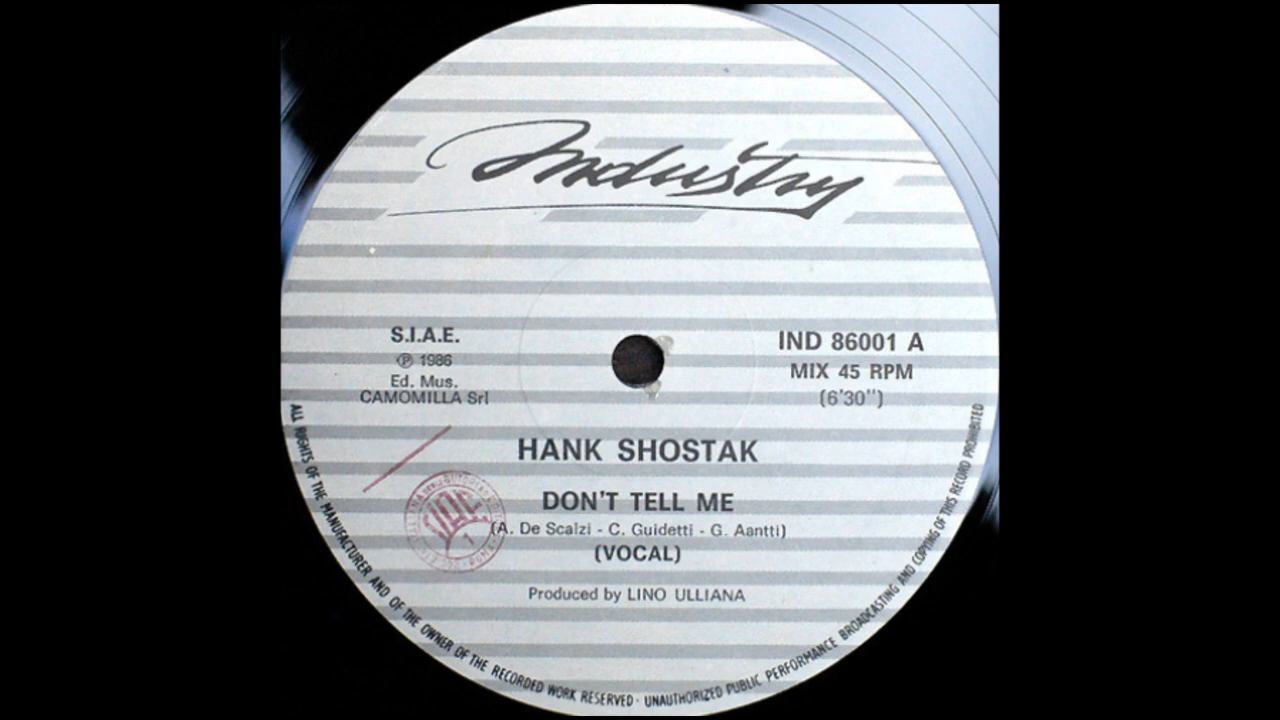 Industry
S.I.A.E.
℗ 1986
Ed. Mus.
CAMOMILLA Srl
IND 86001 A
MIX 45 RPM
(6'30")
HANK SHOSTAK
DON'T TELL ME
(A. De Scalzi - C. Guidetti - G. Aantti)
(VOCAL)
Produced by LINO ULLIANA
ALL RIGHTS OF THE MANUFACTURER AND OF THE OWNER OF THE RECORDED WORK RESERVED · UNAUTHORIZED PUBLIC PERFORMANCE BROADCASTING AND COPYING OF THIS RECORD PROHIBITED